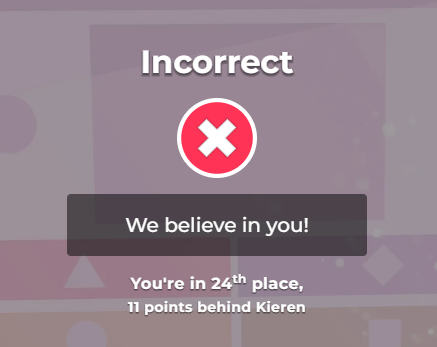 Incorrect
We believe in you!
You're in 24th place,
11 points behind Kieren